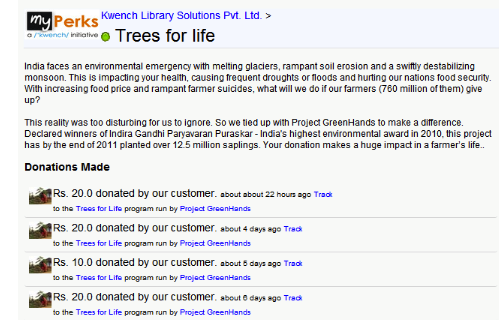 myPerks
a /'kwench/ initiative
Kwench Library Solutions Pvt. Ltd. >
Trees for life
India faces an environmental emergency with melting glaciers, rampant soil erosion and a swiftly destabilizing
monsoon. This is impacting your health, causing frequent droughts or floods and hurting our nations food security.
With increasing food price and rampant farmer suicides, what will we do if our farmers (760 million of them) give
up?
This reality was too disturbing for us to ignore. So we tied up with Project GreenHands to make a difference.
Declared winners of Indira Gandhi Paryavaran Puraskar - India's highest environmental award in 2010, this project
has by the end of 2011 planted over 12.5 million saplings. Your donation makes a huge impact in a farmer's life..
Donations Made
Rs. 20.0 donated by our customer. about about 22 hours ago Track
to the Trees for Life program run by Project GreenHands
Rs. 20.0 donated by our customer. about 4 days ago Track
to the Trees for Life program run by Project GreenHands
Rs. 10.0 donated by our customer. about 5 days ago Track
to the Trees for Life program run by Project GreenHands
Rs. 20.0 donated by our customer. about 6 days ago Track
to the Trees for Life program run by Project GreenHands